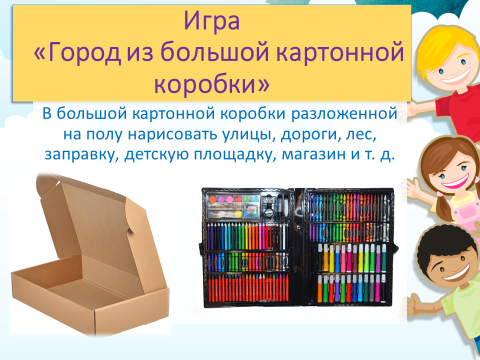 Игра
«Город из большой картонной
коробки»
В большой картонной коробки разложенной
на полу нарисовать улицы, дороги, лес,
заправку, детскую площадку, магазин и т. д.